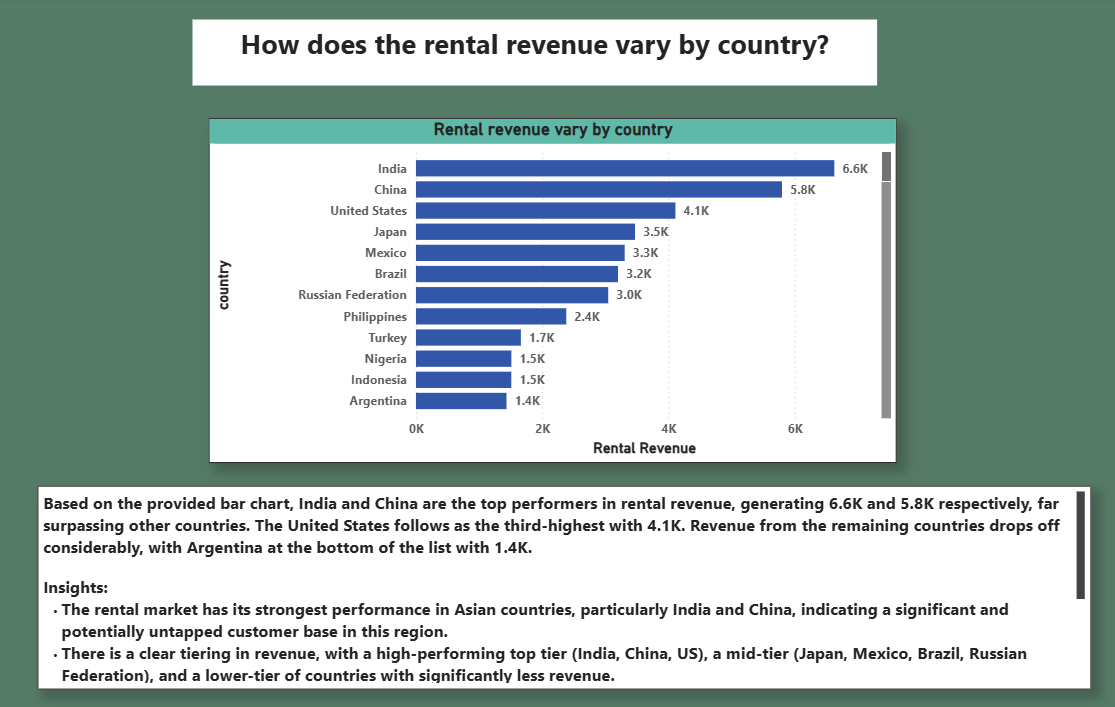 How does the rental revenue vary by country?
Rental revenue vary by country
country
India 6.6K
China 5.8K
United States 4.1K
Japan 3.5K
Mexico 3.3K
Brazil 3.2K
Russian Federation 3.0K
Philippines 2.4K
Turkey 1.7K
Nigeria 1.5K
Indonesia 1.5K
Argentina 1.4K
0K 2K 4K 6K
Rental Revenue
Based on the provided bar chart, India and China are the top performers in rental revenue, generating 6.6K and 5.8K respectively, far
surpassing other countries. The United States follows as the third-highest with 4.1K. Revenue from the remaining countries drops off
considerably, with Argentina at the bottom of the list with 1.4K.
Insights:
• The rental market has its strongest performance in Asian countries, particularly India and China, indicating a significant and
potentially untapped customer base in this region.
• There is a clear tiering in revenue, with a high-performing top tier (India, China, US), a mid-tier (Japan, Mexico, Brazil, Russian
Federation), and a lower-tier of countries with significantly less revenue.